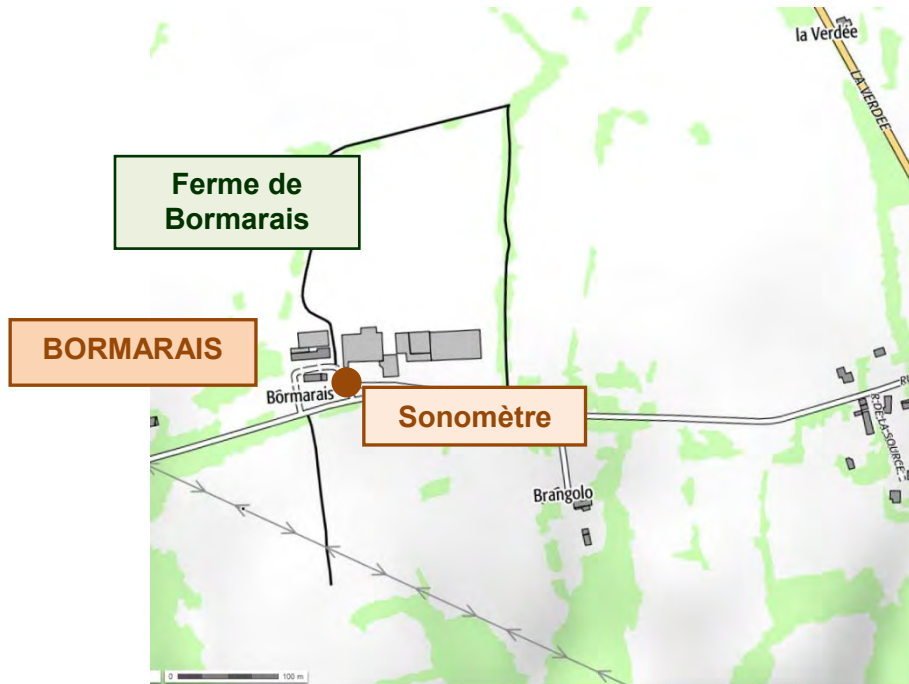 la Verdée
LA VERDEE
Ferme de
Bormarais
BORMARAIS
Bormarais
Sonomètre
R. DE LA SOURCE
Brangolo
0
100 m